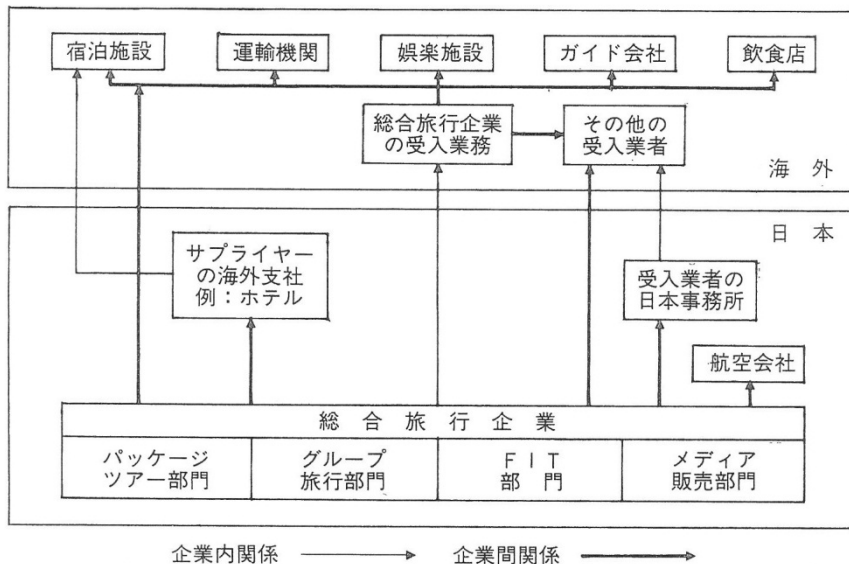 宿泊施設
運輸機関
娯楽施設
ガイド会社
飲食店
総合旅行企業
の受入業務
その他の
受入業者
海外
日本
サプライヤー
の海外支社
例：ホテル
受入業者の
日本事務所
航空会社
総合旅行企業
パッケージ
ツアー部門
グループ
旅行部門
ＦＩＴ
部門
メディア
販売部門
企業内関係
企業間関係